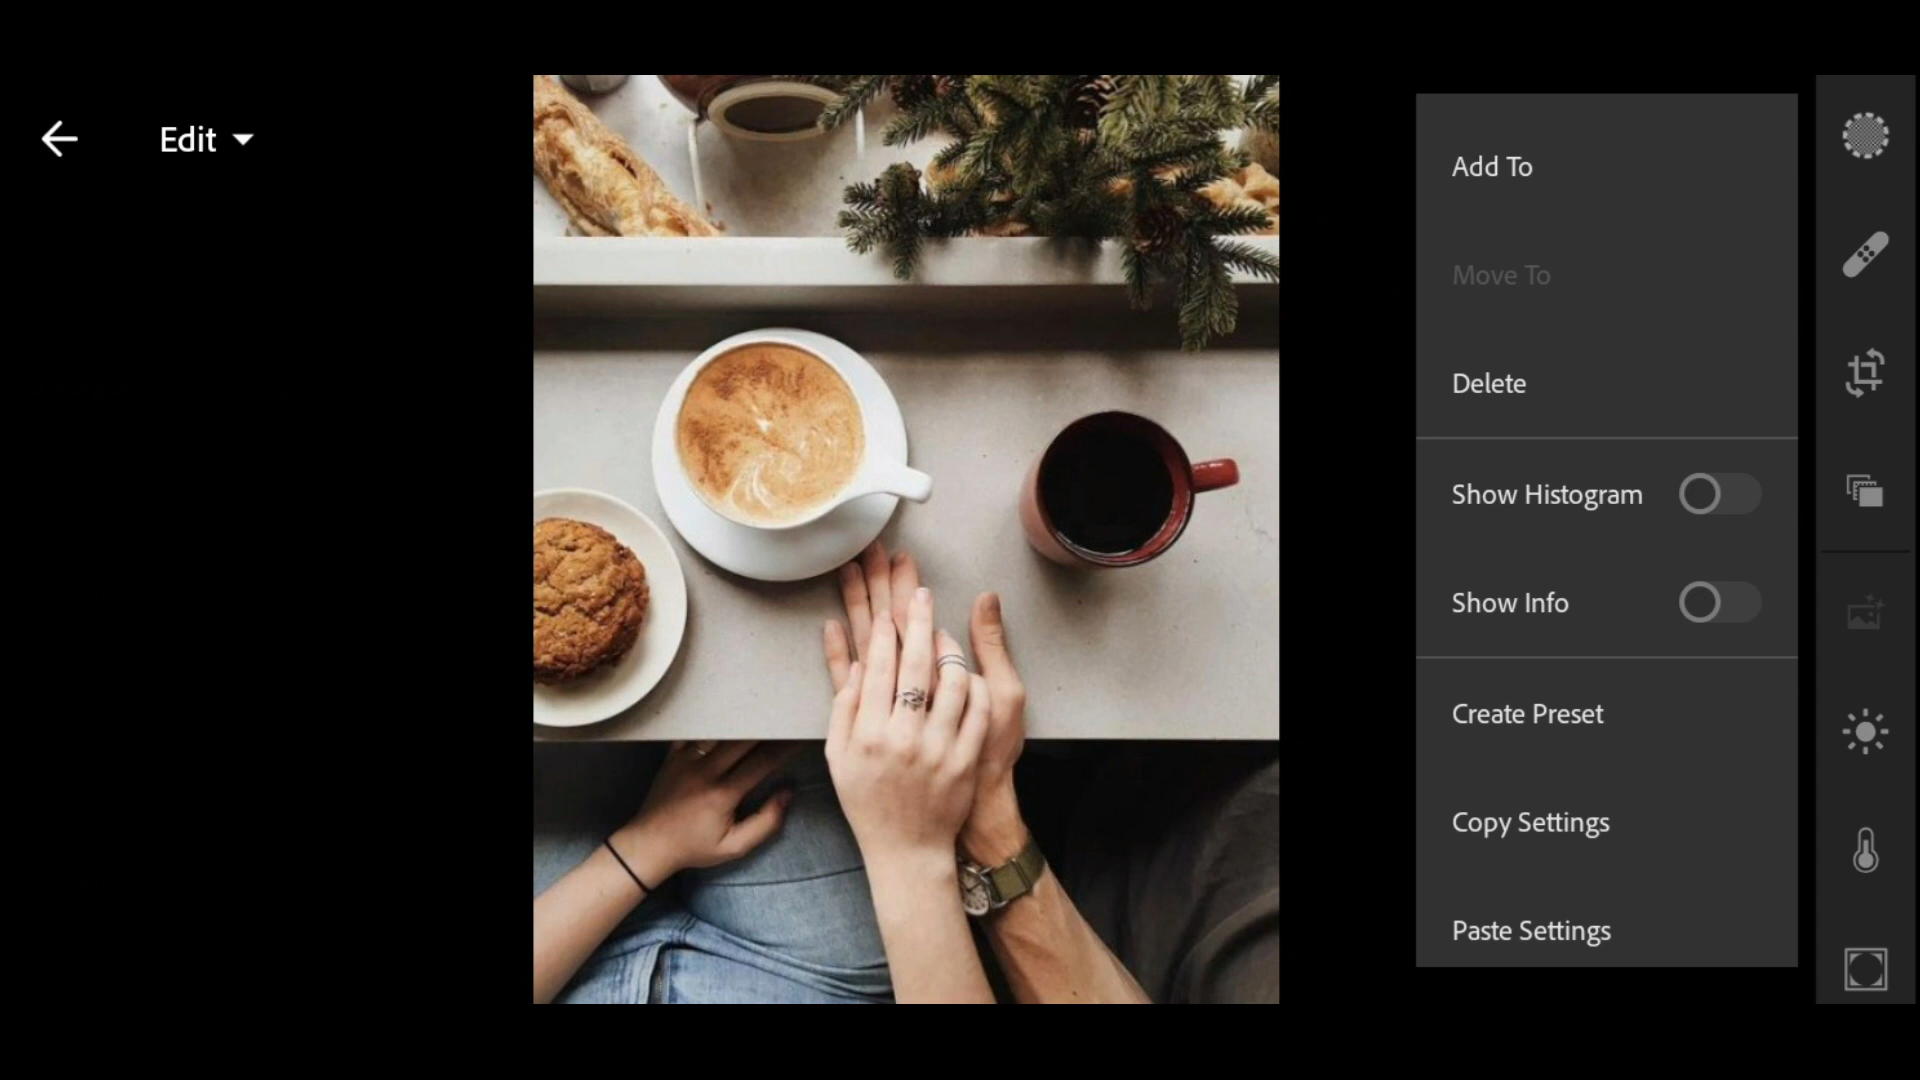 Edit
Add To
Move To
Delete
Show Histogram
Show Info
Create Preset
Copy Settings
Paste Settings